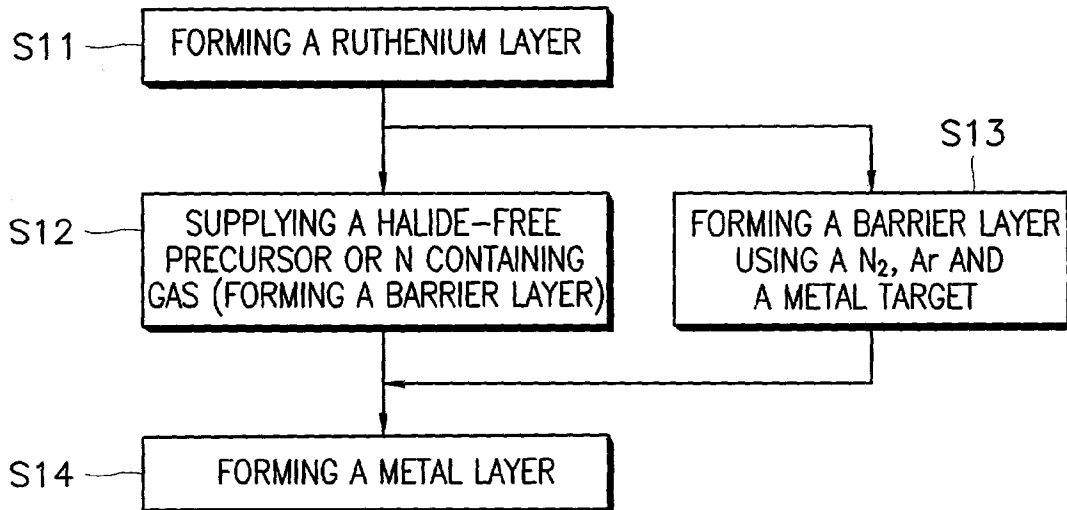 S11
FORMING A RUTHENIUM LAYER
S12
SUPPLYING A HALIDE-FREE
PRECURSOR OR N CONTAINING
GAS (FORMING A BARRIER LAYER)
S13
FORMING A BARRIER LAYER
USING A N₂, Ar AND
A METAL TARGET
S14
FORMING A METAL LAYER